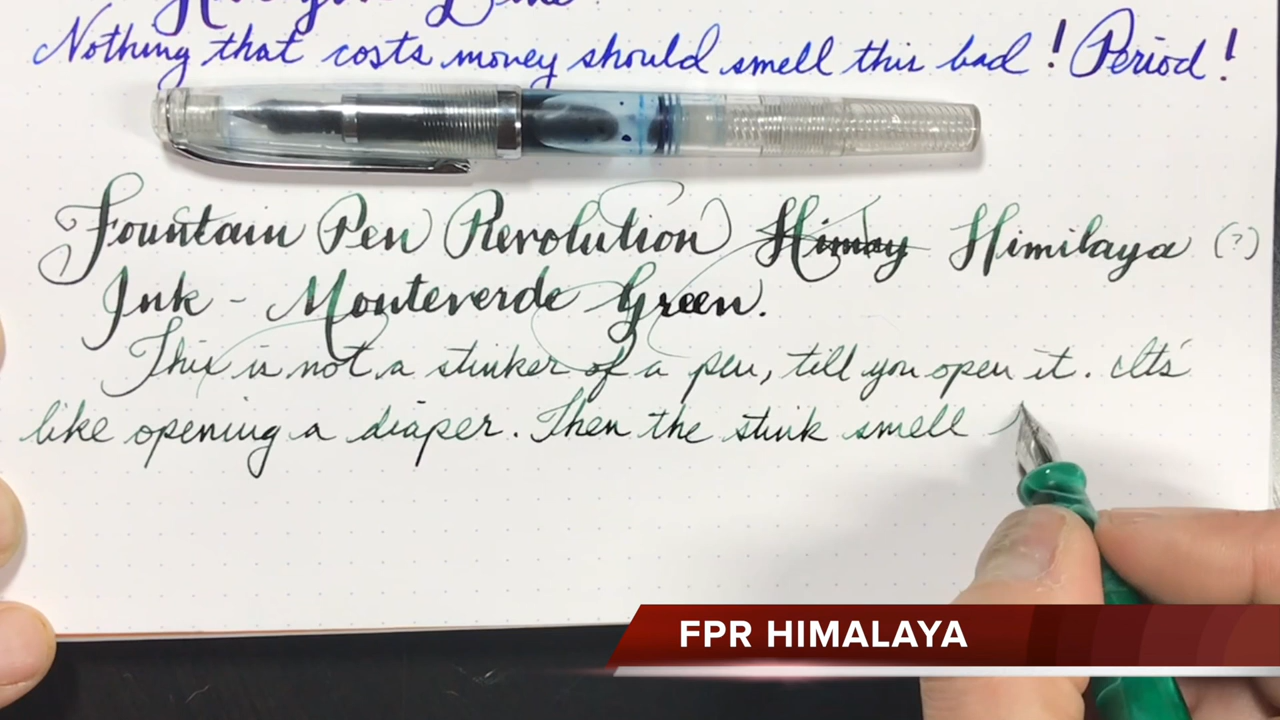 Nothing that costs money should smell this bad! Period!
Fountain Pen Revolution Himay Himilaya (?)
Ink - Monteverde Green.
This is not a stinker of a pen, till you open it. Its
like opening a diaper. Then the stink smell
FPR HIMALAYA